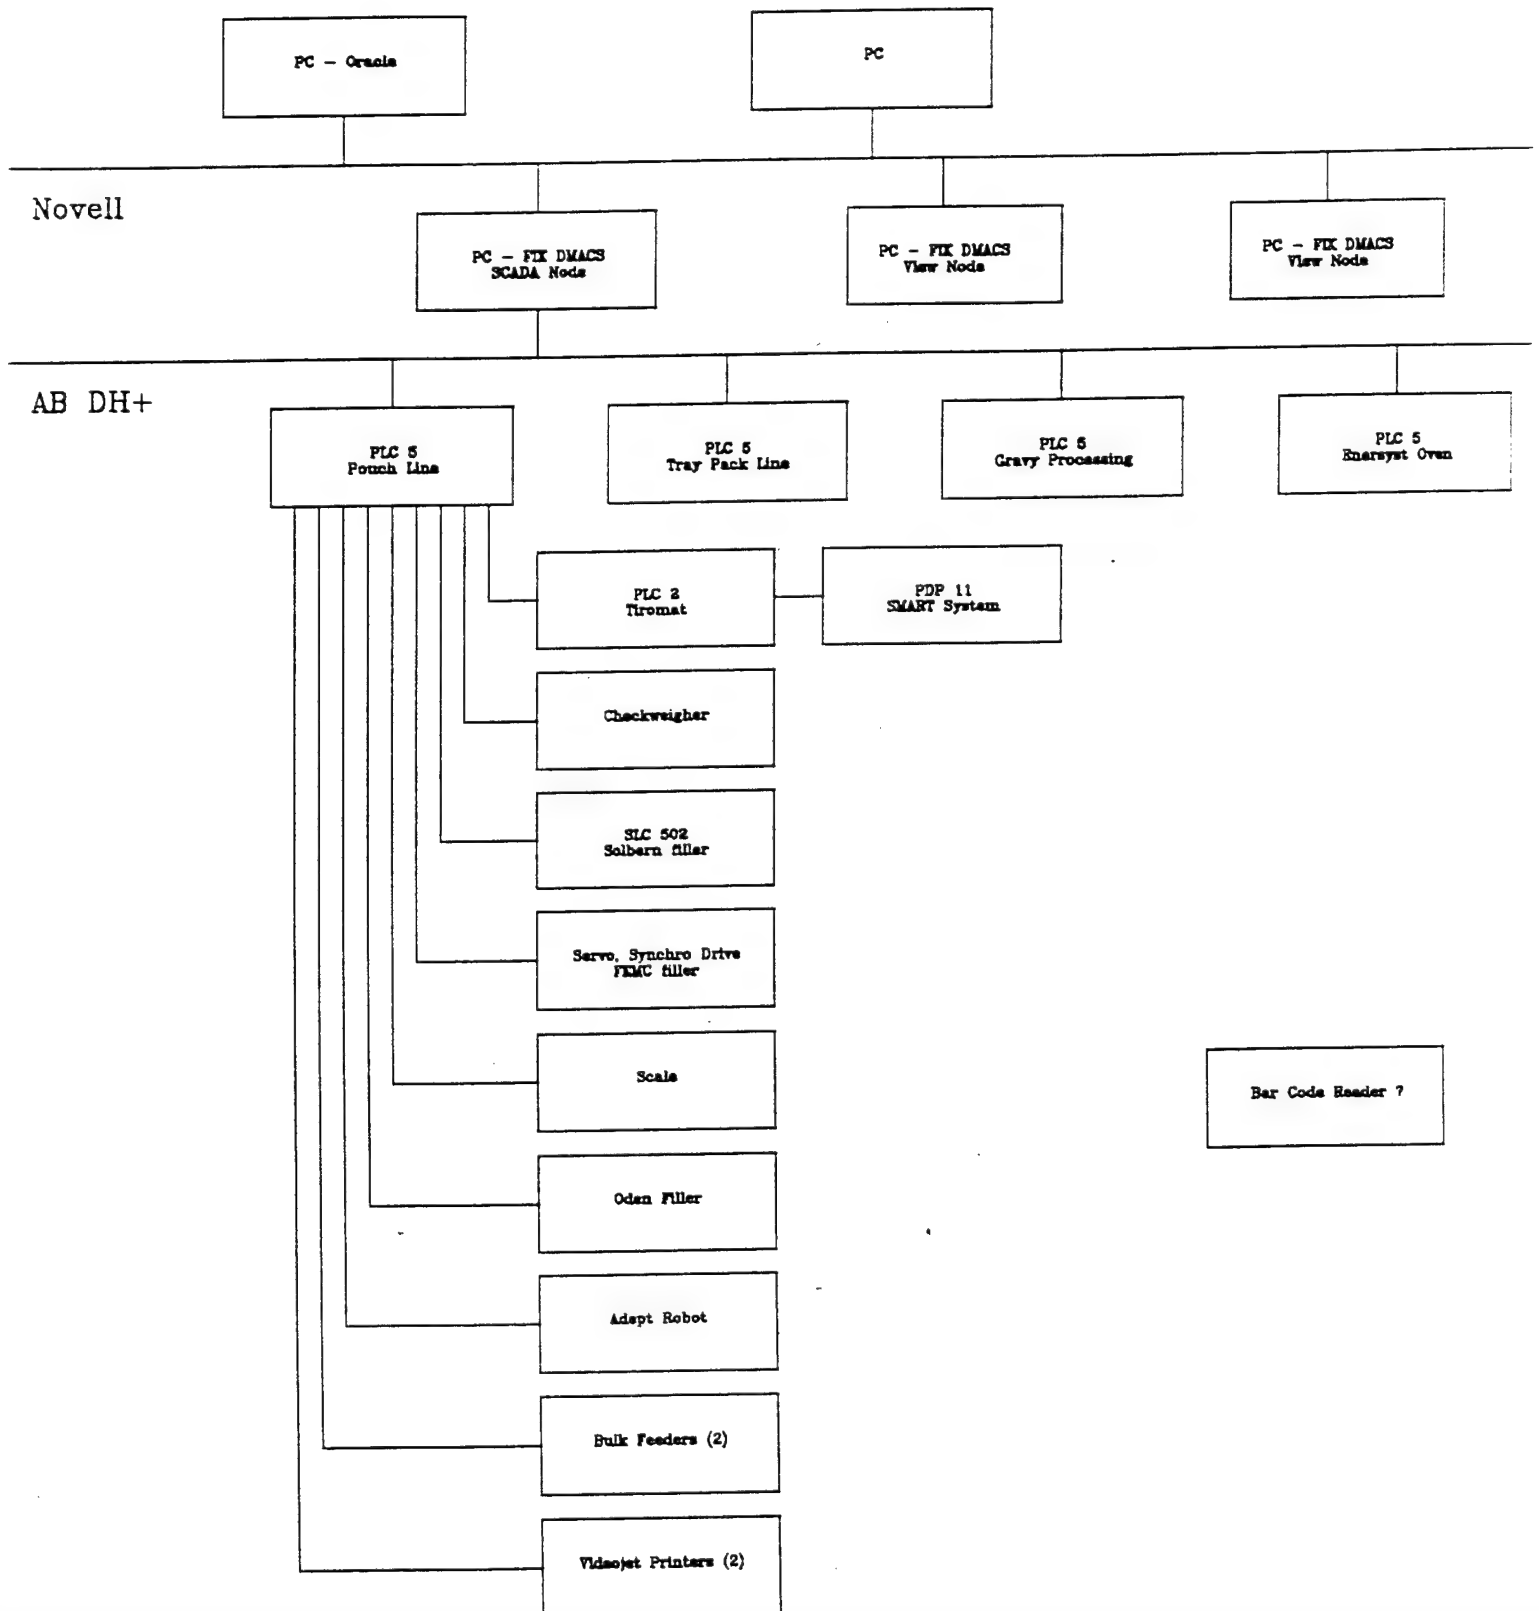 PC - Oracle
PC
Novell
PC - FIX DMACS
SCADA Node
PC - FIX DMACS
View Node
PC - FIX DMACS
View Node
AB DH+
PLC 5
Pouch Line
PLC 5
Tray Pack Line
PLC 5
Gravy Processing
PLC 5
Enersyst Oven
PLC 2
Tiromat
PDP 11
SMART System
Checkweigher
SLC 502
Solbern filler
Servo, Synchro Drive
FEMC filler
Scale
Bar Code Reader ?
Oden Filler
Adept Robot
Bulk Feeders (2)
Videojet Printers (2)